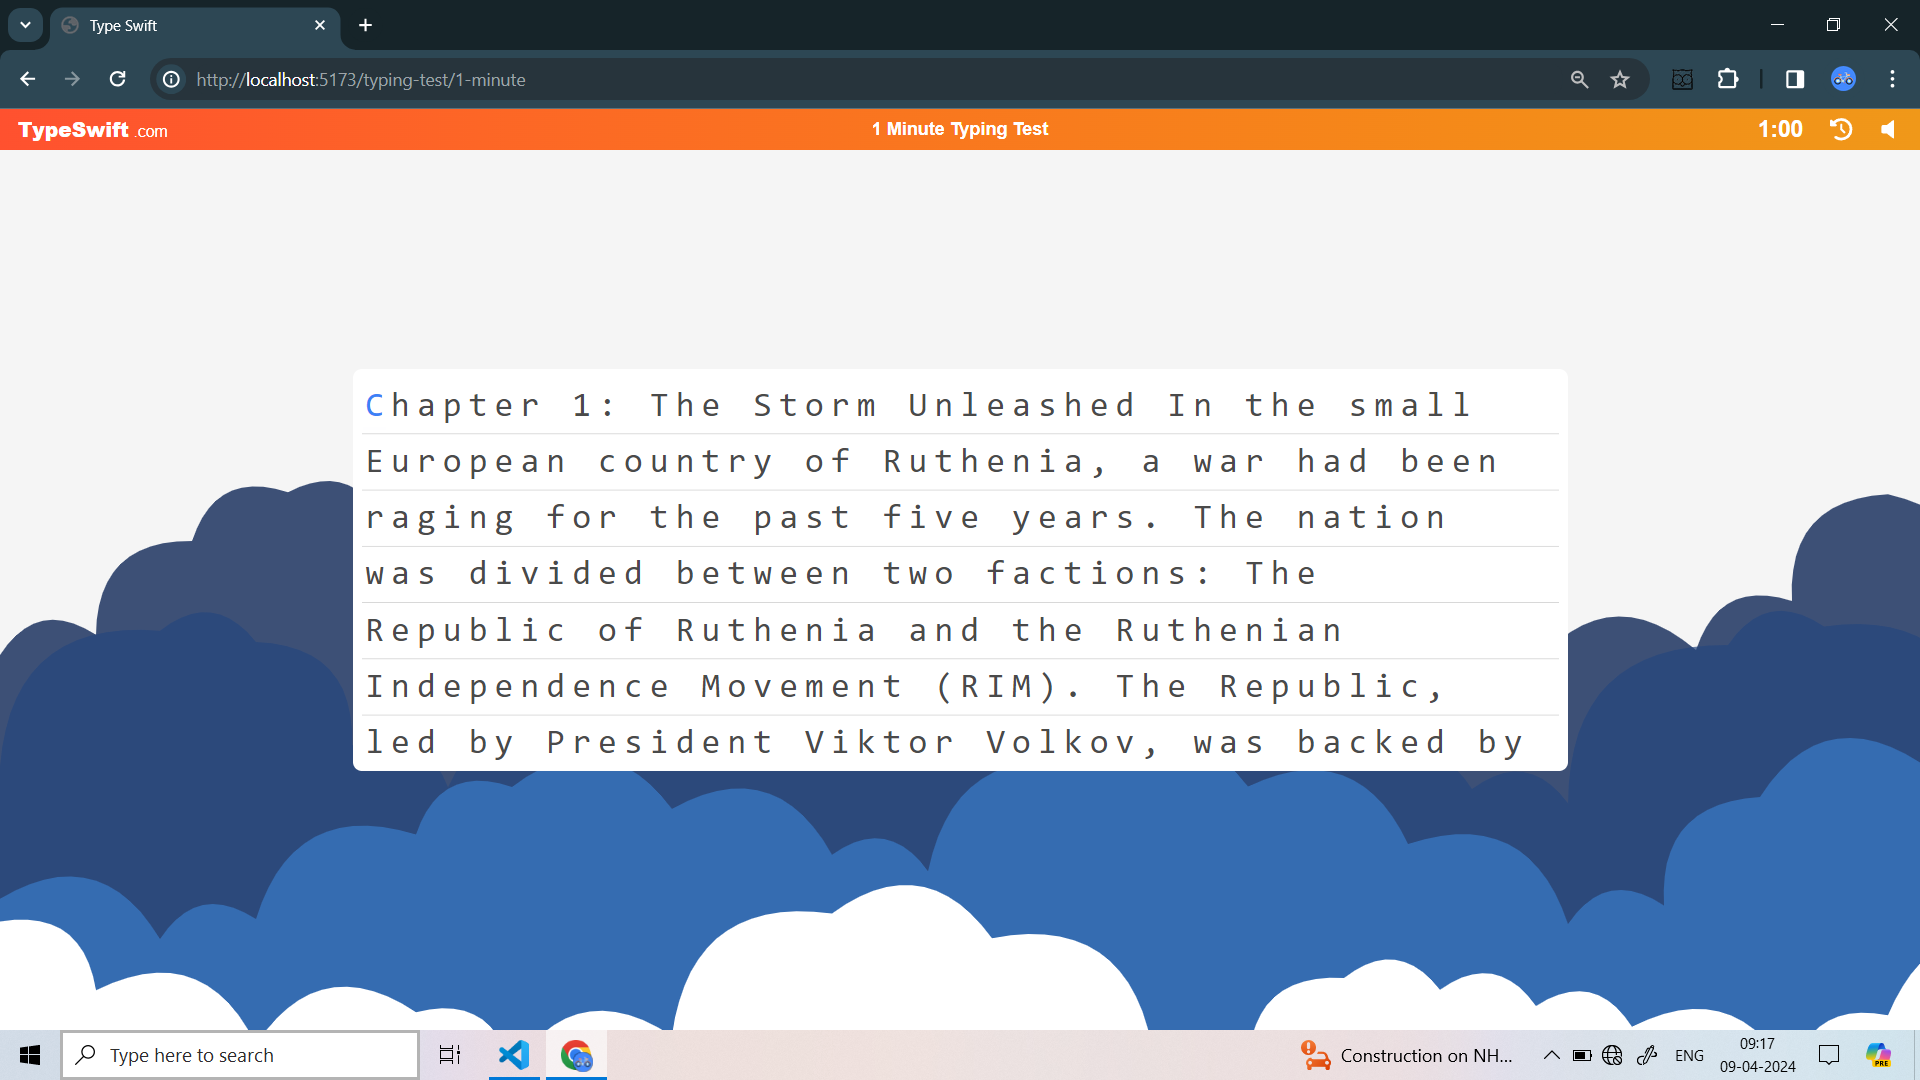 Type Swift
http://localhost:5173/typing-test/1-minute
TypeSwift .com
1 Minute Typing Test
1:00
Chapter 1: The Storm Unleashed In the small
European country of Ruthenia, a war had been
raging for the past five years. The nation
was divided between two factions: The
Republic of Ruthenia and the Ruthenian
Independence Movement (RIM). The Republic,
led by President Viktor Volkov, was backed by
Type here to search
Construction on NH...
ENG
09:17
09-04-2024
PRE